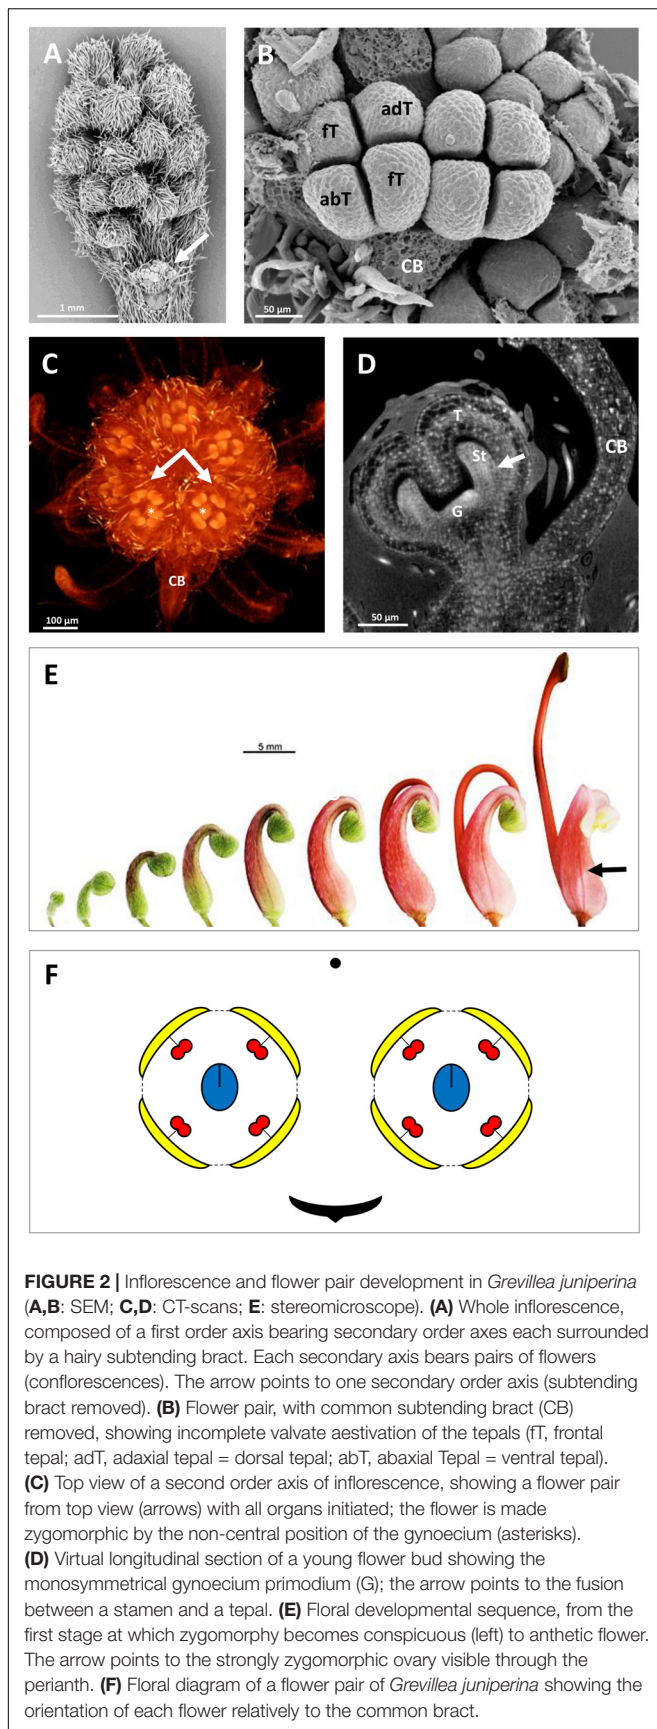 A
1 mm
B
adT
fT
abT
fT
CB
50 µm
C
*
*
CB
100 µm
D
T
St
CB
G
50 µm
E
5 mm
F
FIGURE 2 | Inflorescence and flower pair development in Grevillea juniperina
(A,B: SEM; C,D: CT-scans; E: stereomicroscope). (A) Whole inflorescence,
composed of a first order axis bearing secondary order axes each surrounded
by a hairy subtending bract. Each secondary axis bears pairs of flowers
(conflorescences). The arrow points to one secondary order axis (subtending
bract removed). (B) Flower pair, with common subtending bract (CB)
removed, showing incomplete valvate aestivation of the tepals (fT, frontal
tepal; adT, adaxial tepal = dorsal tepal; abT, abaxial Tepal = ventral tepal).
(C) Top view of a second order axis of inflorescence, showing a flower pair
from top view (arrows) with all organs initiated; the flower is made
zygomorphic by the non-central position of the gynoecium (asterisks).
(D) Virtual longitudinal section of a young flower bud showing the
monosymmetrical gynoecium primodium (G); the arrow points to the fusion
between a stamen and a tepal. (E) Floral developmental sequence, from the
first stage at which zygomorphy becomes conspicuous (left) to anthetic flower.
The arrow points to the strongly zygomorphic ovary visible through the
perianth. (F) Floral diagram of a flower pair of Grevillea juniperina showing the
orientation of each flower relatively to the common bract.